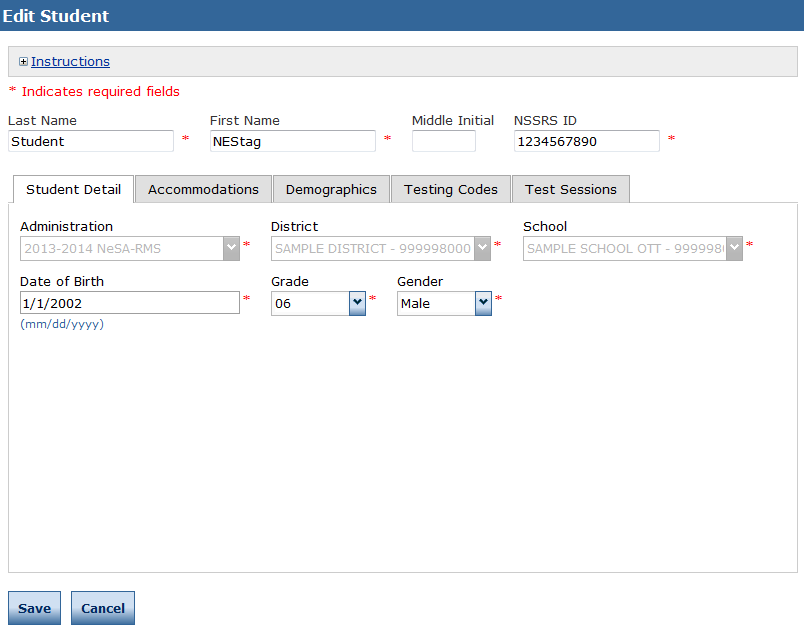 Edit Student
Instructions
* Indicates required fields
Last Name First Name Middle Initial NSSRS ID
Student * NEStag * 1234567890 *
Student Detail Accommodations Demographics Testing Codes Test Sessions
Administration District School
2013-2014 NeSA-RMS * SAMPLE DISTRICT - 999998000 * SAMPLE SCHOOL OTT - 999998 *
Date of Birth Grade Gender
1/1/2002 * 06 * Male *
(mm/dd/yyyy)
Save Cancel